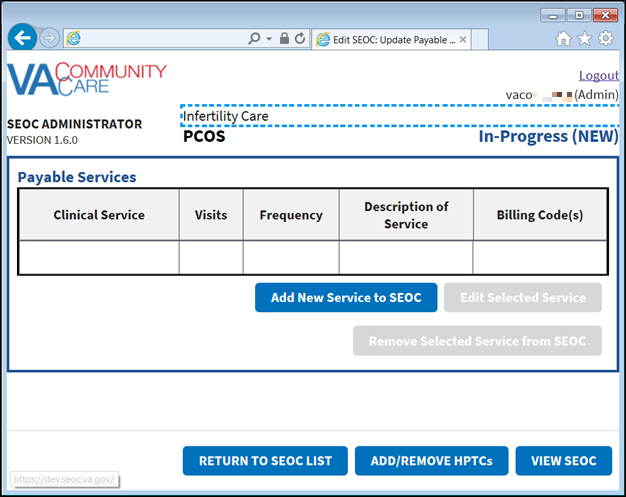 Edit SEOC: Update Payable ...
VA COMMUNITY CARE
Logout
vaco (Admin)
SEOC ADMINISTRATOR
VERSION 1.6.0
Infertility Care
PCOS
In-Progress (NEW)
Payable Services
Clinical Service Visits Frequency Description of Service Billing Code(s)
Add New Service to SEOC Edit Selected Service
Remove Selected Service from SEOC
RETURN TO SEOC LIST ADD/REMOVE HPTCs VIEW SEOC
https://dev.seoc.va.gov/